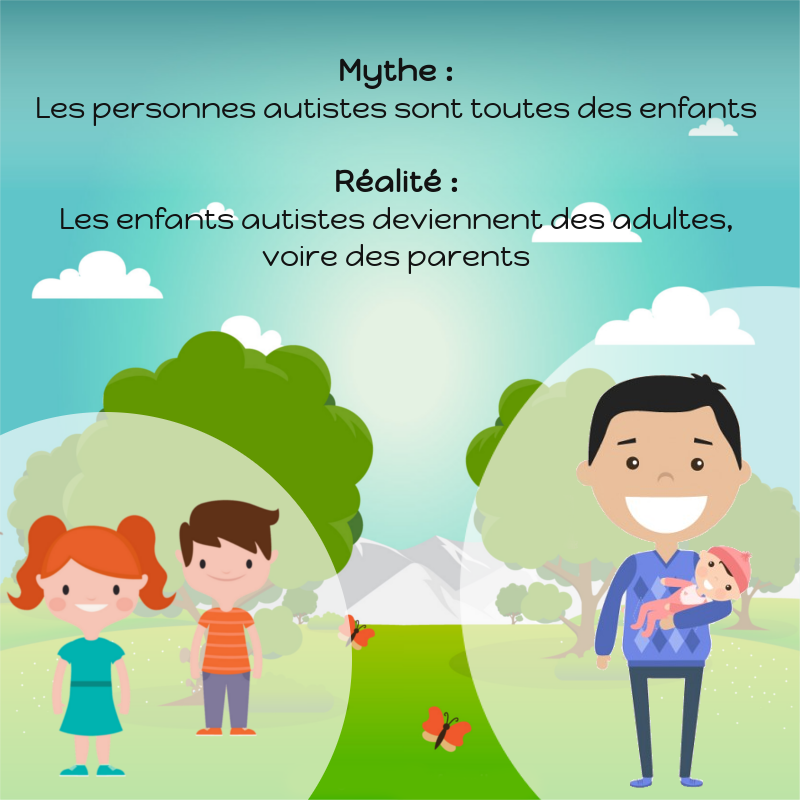 Mythe :
Les personnes autistes sont toutes des enfants
Réalité :
Les enfants autistes deviennent des adultes,
voire des parents